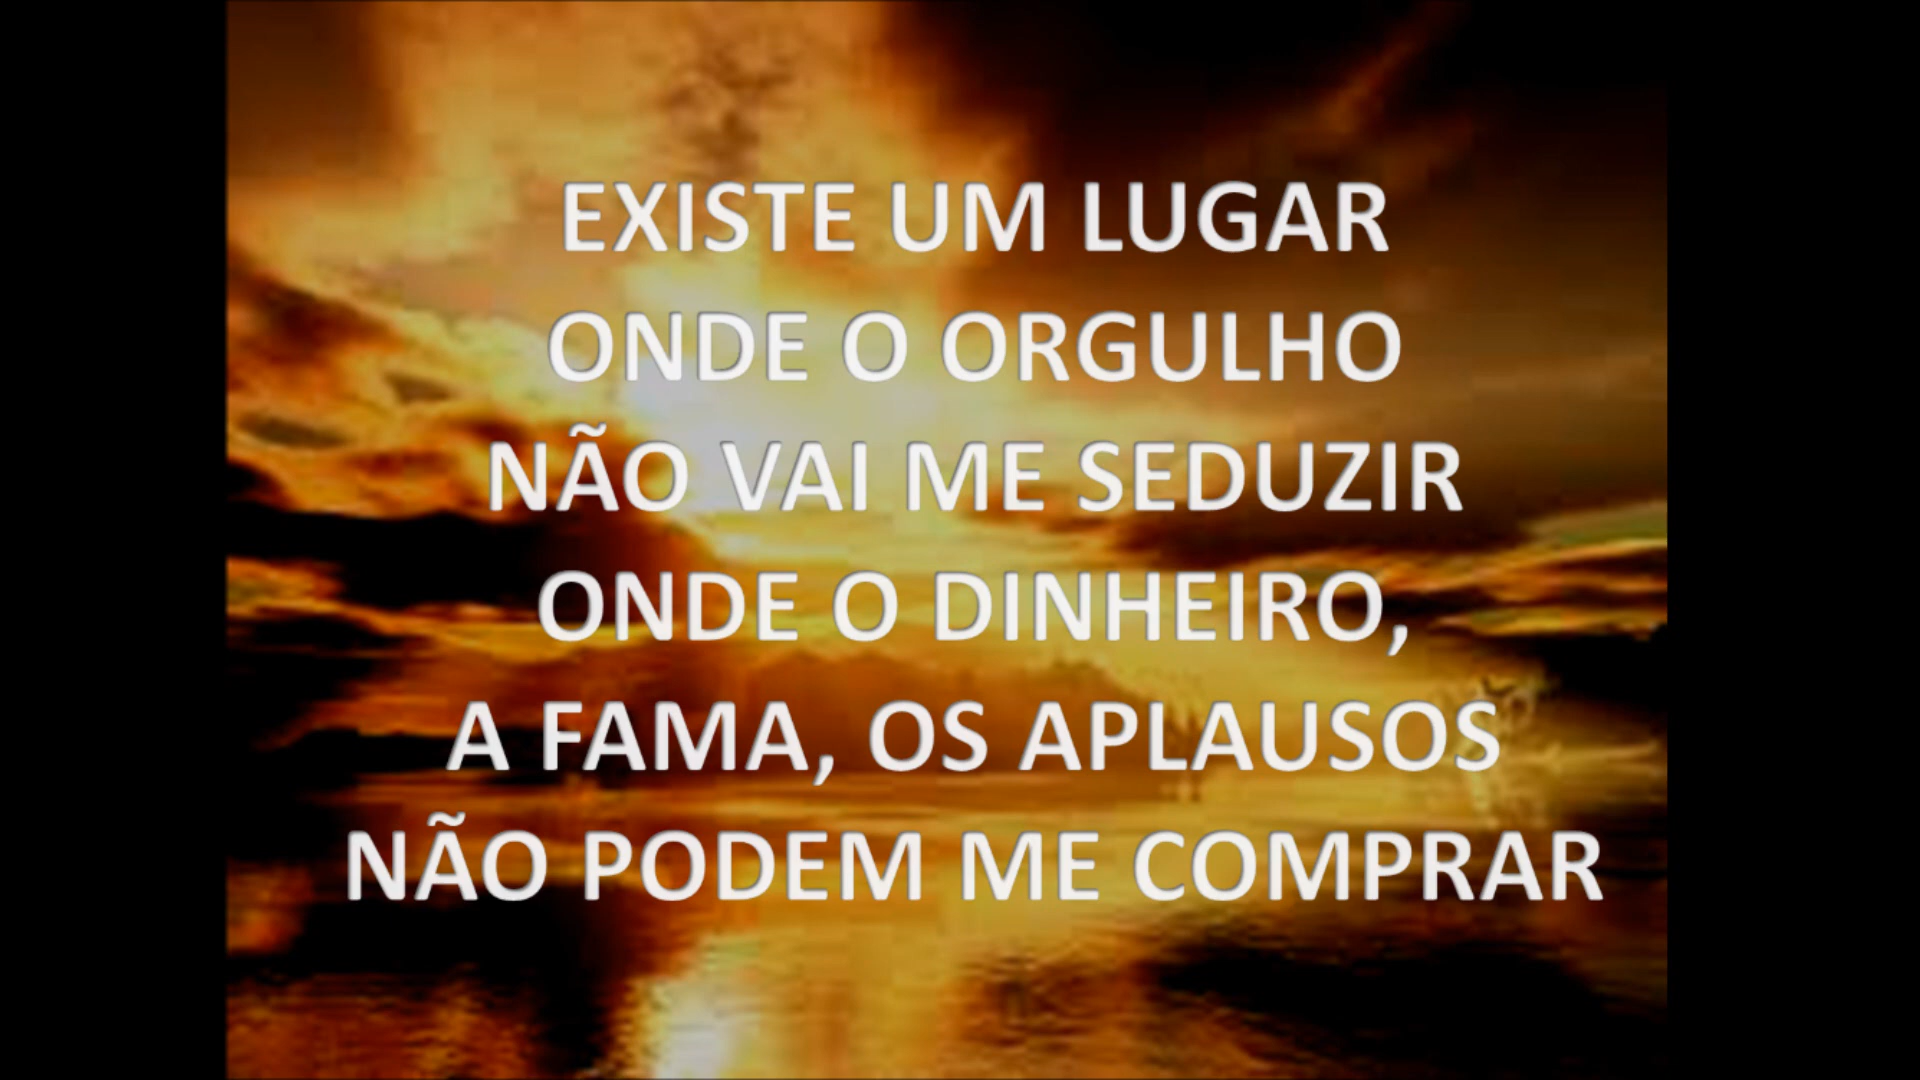 EXISTE UM LUGAR
ONDE O ORGULHO
NÃO VAI ME SEDUZIR
ONDE O DINHEIRO,
A FAMA, OS APLAUSOS
NÃO PODEM ME COMPRAR